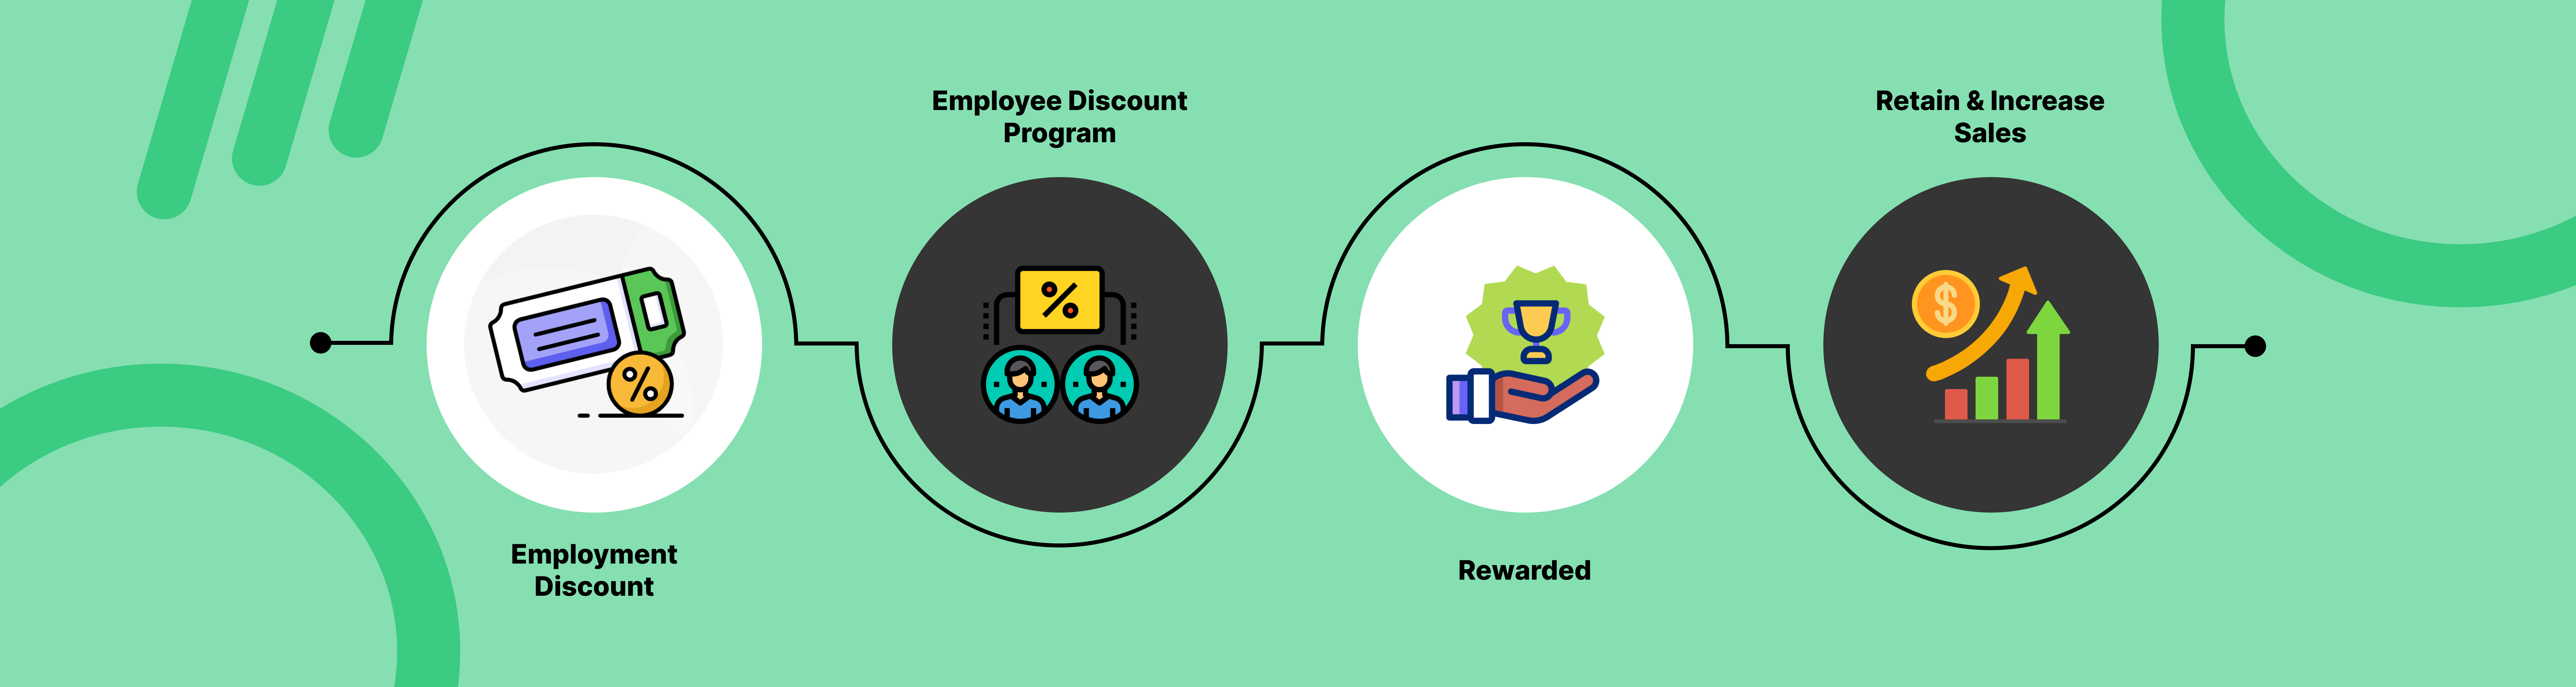 Employment
Discount
Employee Discount
Program
Rewarded
Retain & Increase
Sales